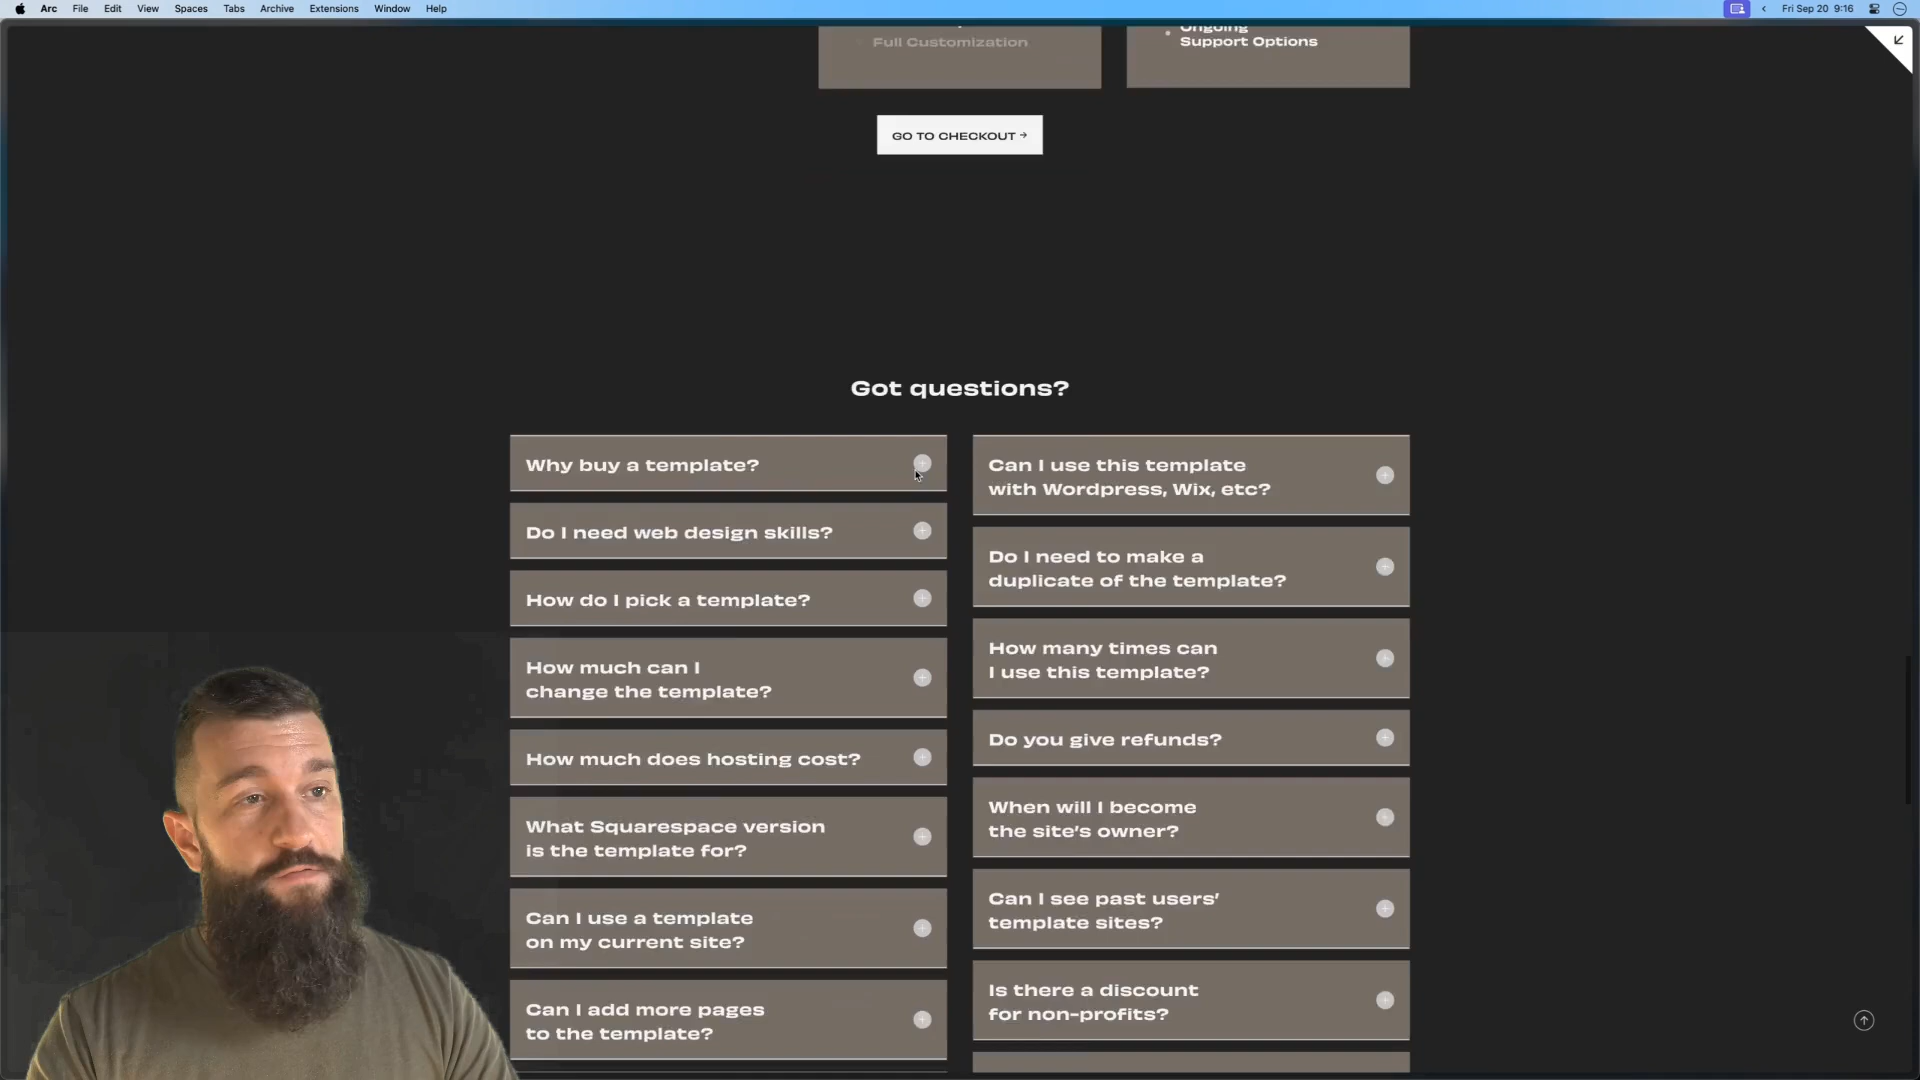 Arc File Edit View Spaces Tabs Archive Extensions Window Help
Fri Sep 20 9:16
Full Customization
Ongoing
Support Options
GO TO CHECKOUT →
Got questions?
Why buy a template?
Do I need web design skills?
How do I pick a template?
How much can I
change the template?
How much does hosting cost?
What Squarespace version
is the template for?
Can I use a template
on my current site?
Can I add more pages
to the template?
Can I use this template
with Wordpress, Wix, etc?
Do I need to make a
duplicate of the template?
How many times can
I use this template?
Do you give refunds?
When will I become
the site’s owner?
Can I see past users’
template sites?
Is there a discount
for non-profits?